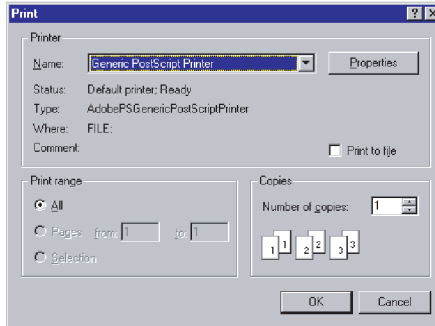 Print
Printer
Name: Generic PostScript Printer Properties
Status: Default printer; Ready
Type: AdobePSGenericPostScriptPrinter
Where: FILE:
Comment:
Print to file
Print range
All
Pages from: 1 to: 1
Selection
Copies
Number of copies: 1
1 1 2 2 3 3
OK Cancel